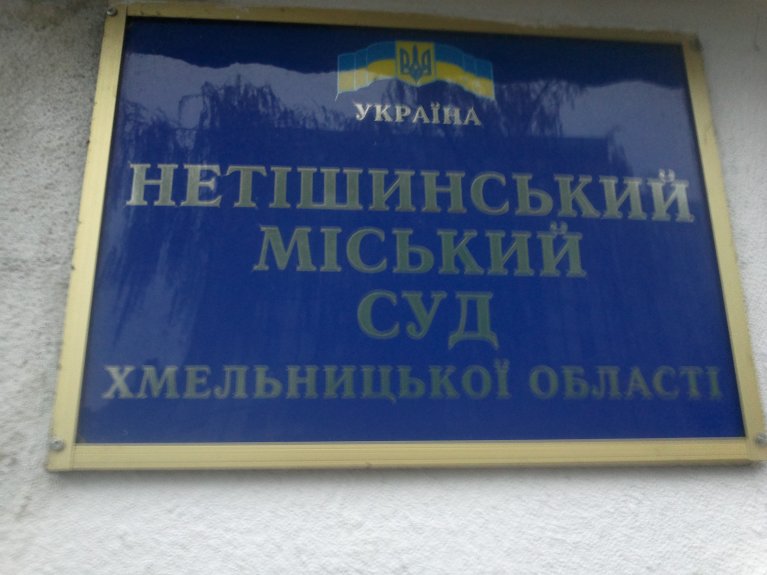 УКРАЇНА
НЕТІШИНСЬКИЙ
МІСЬКИЙ
СУД
ХМЕЛЬНИЦЬКОЇ ОБЛАСТІ